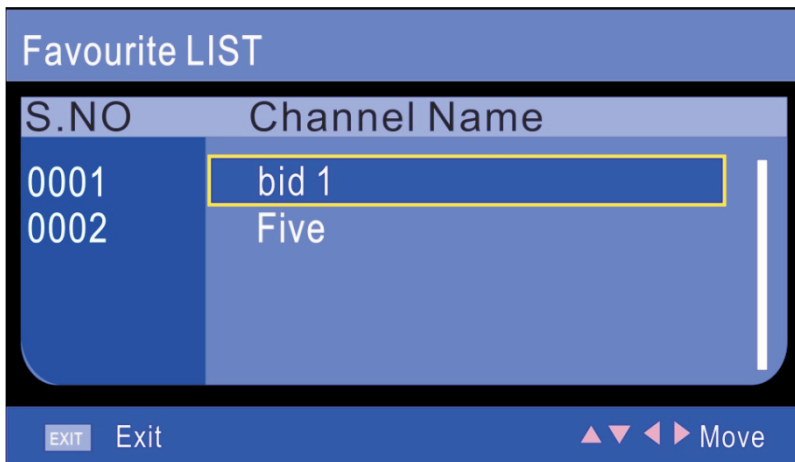 Favourite LIST
S.NO Channel Name
0001 bid 1
0002 Five
EXIT Exit Move